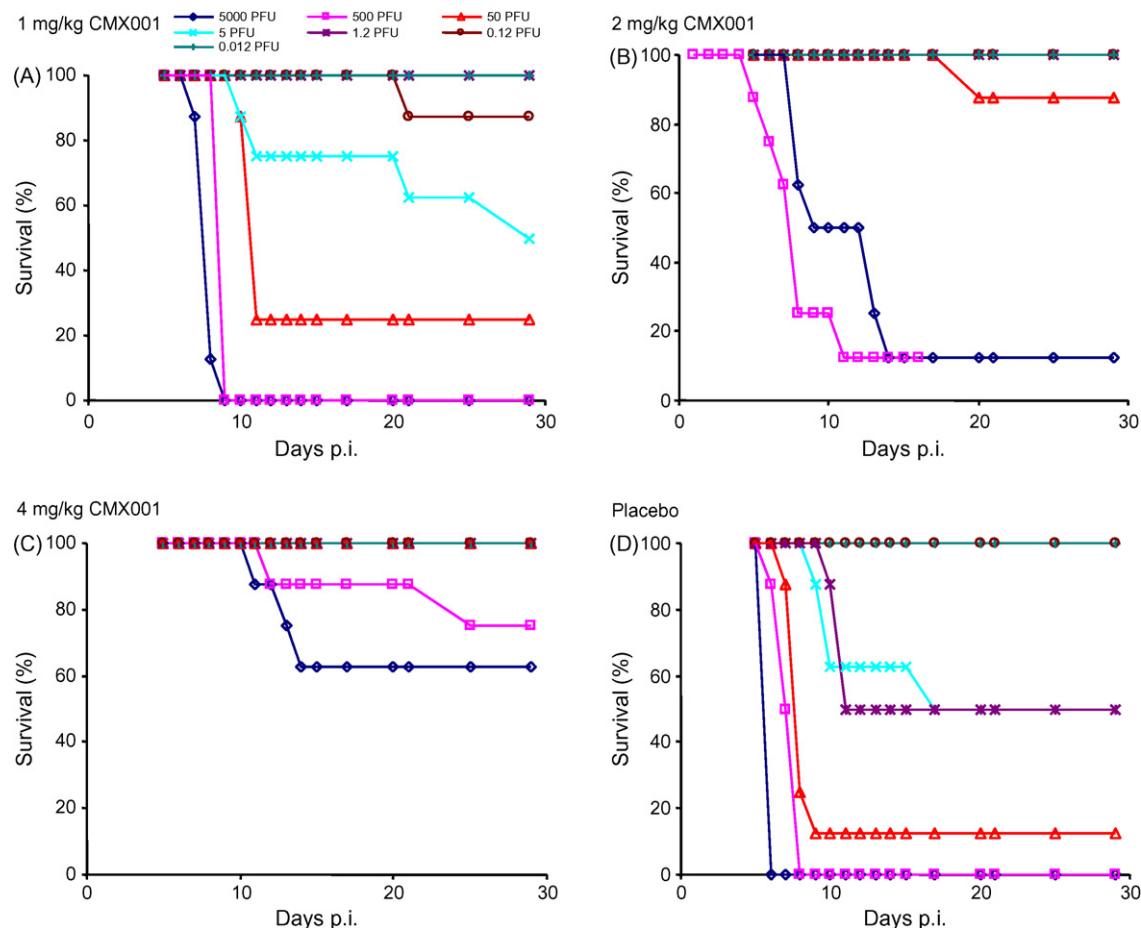 1 mg/kg CMX001
5000 PFU 500 PFU 50 PFU
5 PFU 1.2 PFU 0.12 PFU
0.012 PFU
2 mg/kg CMX001
(A)
100
80
60
40
20
0
Survival (%)
0 10 20 30
Days p.i.
(B)
100
80
60
40
20
0
Survival (%)
0 10 20 30
Days p.i.
4 mg/kg CMX001
(C)
100
80
60
40
20
0
Survival (%)
0 10 20 30
Days p.i.
Placebo
(D)
100
80
60
40
20
0
Survival (%)
0 10 20 30
Days p.i.